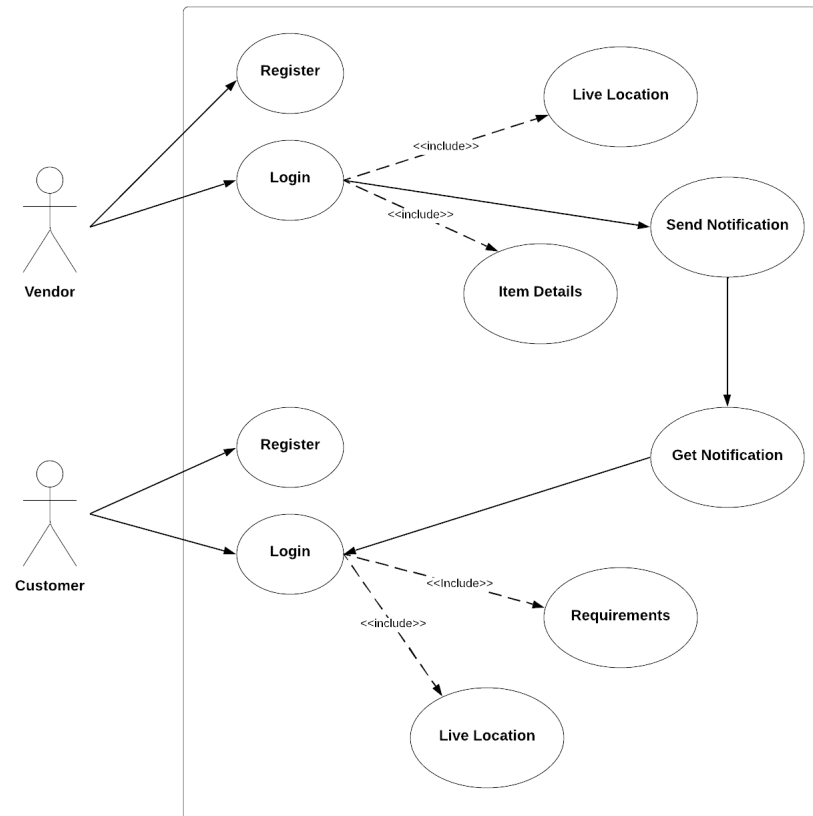 Register
Live Location
<<include>>
Login
<<include>>
Send Notification
Vendor
Item Details
Register
Get Notification
Login
Customer
<<Include>>
Requirements
<<include>>
Live Location